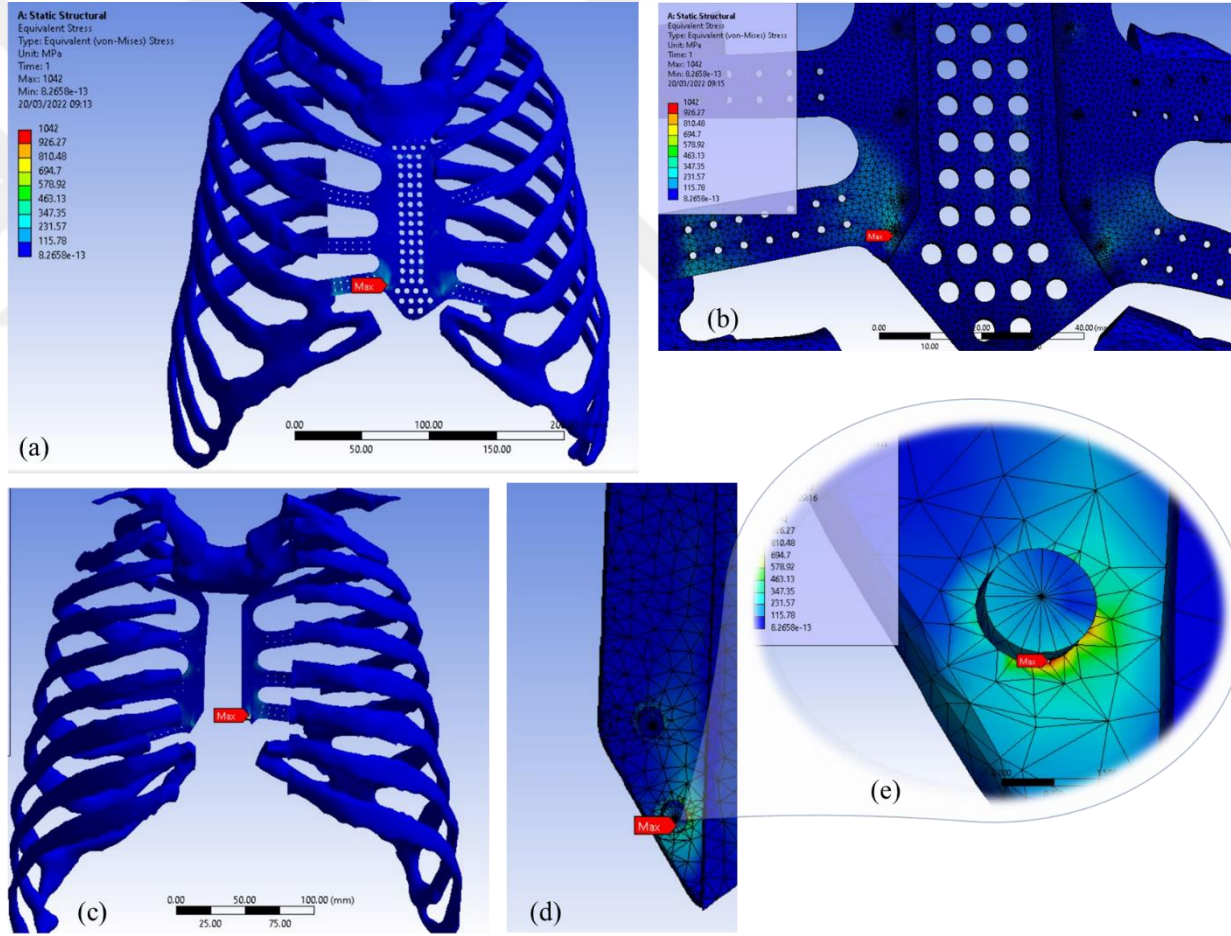 A: Static Structural
Equivalent Stress
Type: Equivalent (von-Mises) Stress
Unit: MPa
Time: 1
Max: 1042
Min: 8.2658e-13
20/03/2022 09:13
1042
926.27
810.48
694.7
578.92
463.13
347.35
231.57
115.78
8.2658e-13
Max
0.00 100.00
50.00 150.00
(a)
A: Static Structural
Equivalent Stress
Type: Equivalent (von-Mises) Stress
Unit: MPa
Time: 1
Max: 1042
Min: 8.2658e-13
20/03/2022 09:15
1042
926.27
810.48
694.7
578.92
463.13
347.35
231.57
115.78
8.2658e-13
Max
0.00 20.00 40.00 (mm)
10.00
(b)
Max
0.00 50.00 100.00 (mm)
25.00 75.00
(c)
Max
(d)
810.48
694.7
578.92
463.13
347.35
231.57
115.78
8.2658e-13
Max
(e)